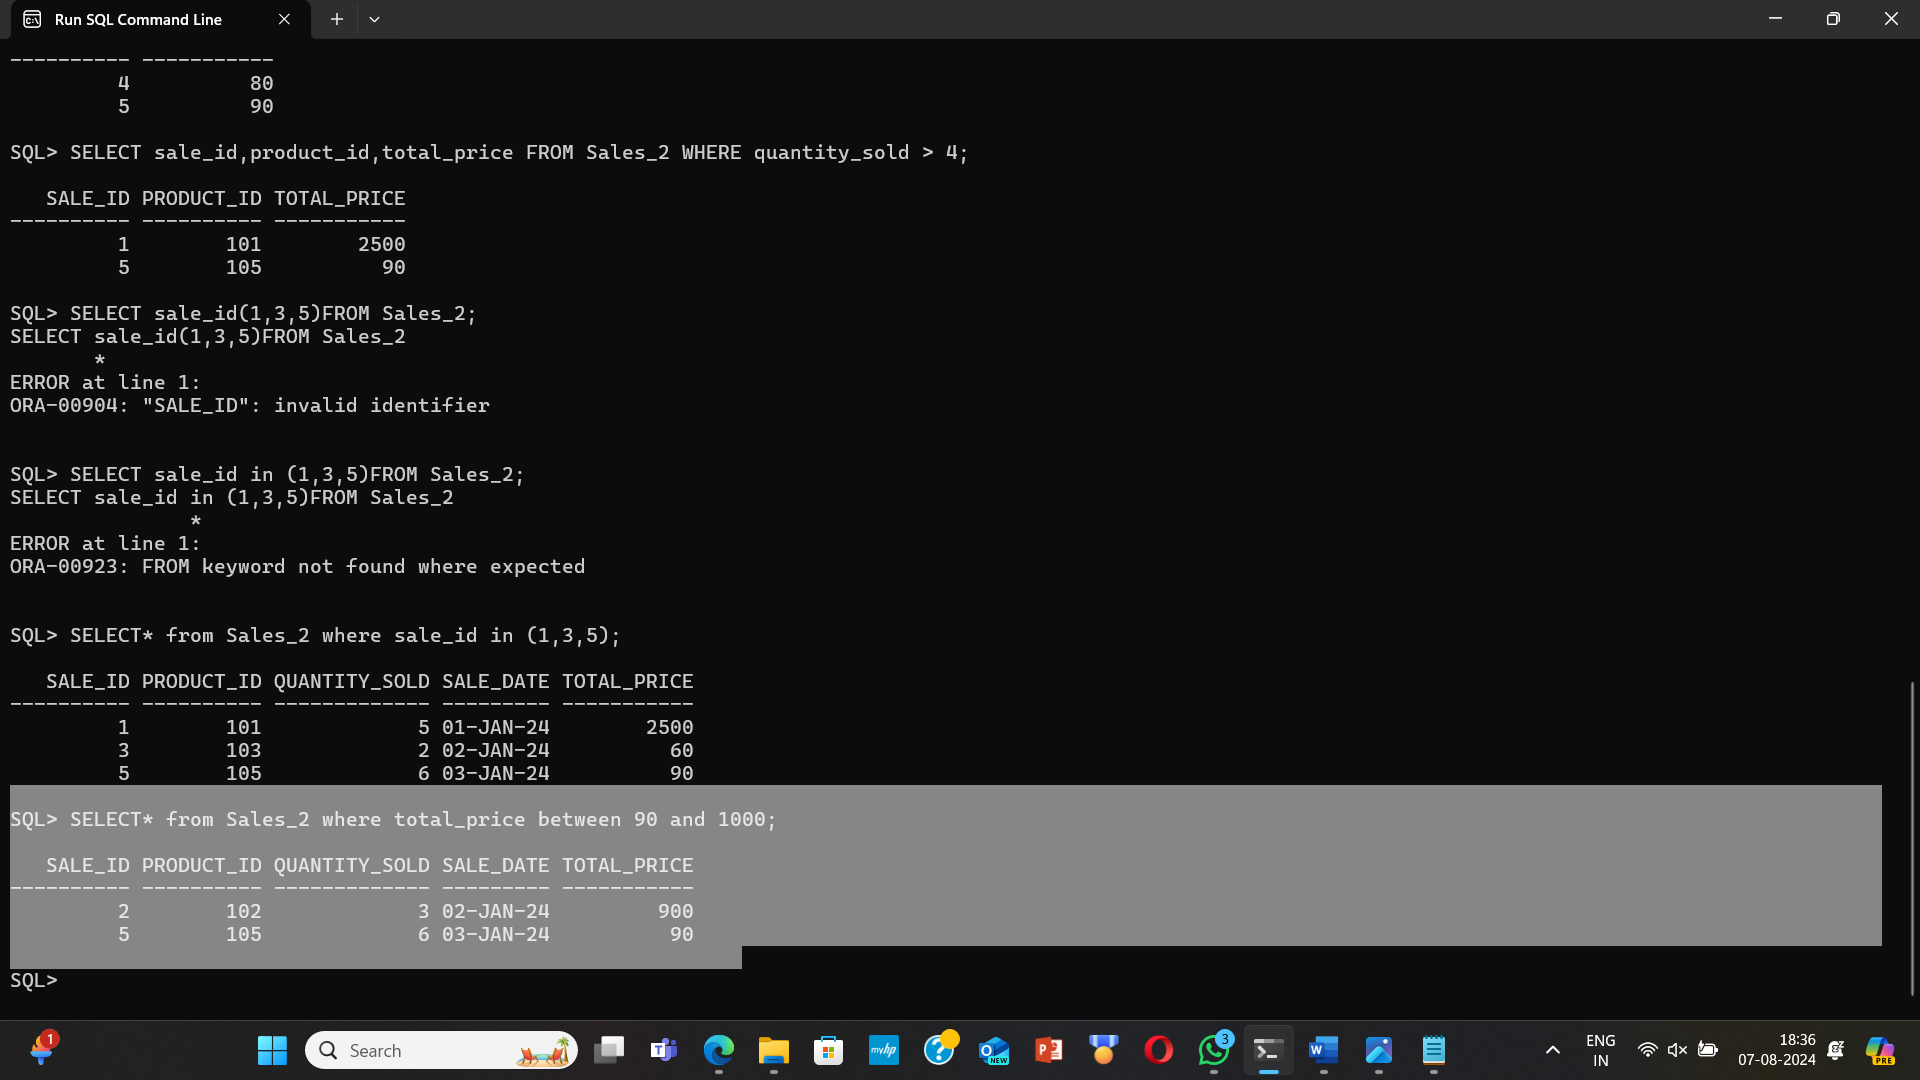 Run SQL Command Line
---------- -----------
         4          80
         5          90
SQL> SELECT sale_id,product_id,total_price FROM Sales_2 WHERE quantity_sold > 4;
   SALE_ID PRODUCT_ID TOTAL_PRICE
---------- ---------- -----------
         1        101        2500
         5        105          90
SQL> SELECT sale_id(1,3,5)FROM Sales_2;
SELECT sale_id(1,3,5)FROM Sales_2
       *
ERROR at line 1:
ORA-00904: "SALE_ID": invalid identifier
SQL> SELECT sale_id in (1,3,5)FROM Sales_2;
SELECT sale_id in (1,3,5)FROM Sales_2
               *
ERROR at line 1:
ORA-00923: FROM keyword not found where expected
SQL> SELECT* from Sales_2 where sale_id in (1,3,5);
   SALE_ID PRODUCT_ID QUANTITY_SOLD SALE_DATE TOTAL_PRICE
---------- ---------- ------------- --------- -----------
         1        101             5 01-JAN-24        2500
         3        103             2 02-JAN-24          60
         5        105             6 03-JAN-24          90
SQL> SELECT* from Sales_2 where total_price between 90 and 1000;
   SALE_ID PRODUCT_ID QUANTITY_SOLD SALE_DATE TOTAL_PRICE
---------- ---------- ------------- --------- -----------
         2        102             3 02-JAN-24         900
         5        105             6 03-JAN-24          90
SQL>
1
Search
myhp
NEW
3
ENG
IN
18:36
07-08-2024
PRE